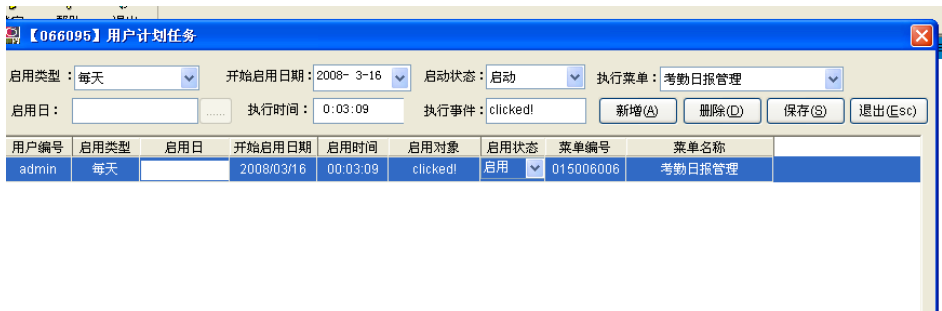 【066095】用户计划任务
启用类型：每天 开始启用日期：2008- 3-16 启动状态：启动 执行菜单：考勤日报管理
启用日： ...... 执行时间： 0:03:09 执行事件：clicked! 新增(A) 删除(D) 保存(S) 退出(Esc)
用户编号 启用类型 启用日 开始启用日期 启用时间 启用对象 启用状态 菜单编号 菜单名称
admin 每天 2008/03/16 00:03:09 clicked! 启用 015006006 考勤日报管理